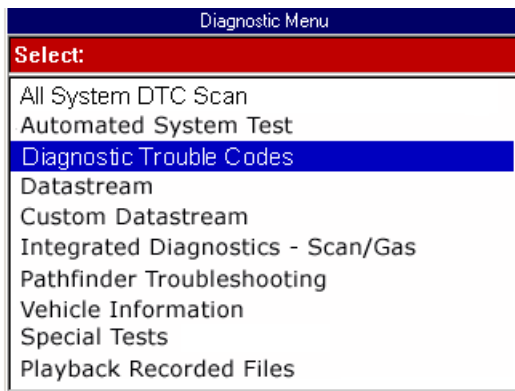 Diagnostic Menu
Select:
All System DTC Scan
Automated System Test
Diagnostic Trouble Codes
Datastream
Custom Datastream
Integrated Diagnostics - Scan/Gas
Pathfinder Troubleshooting
Vehicle Information
Special Tests
Playback Recorded Files